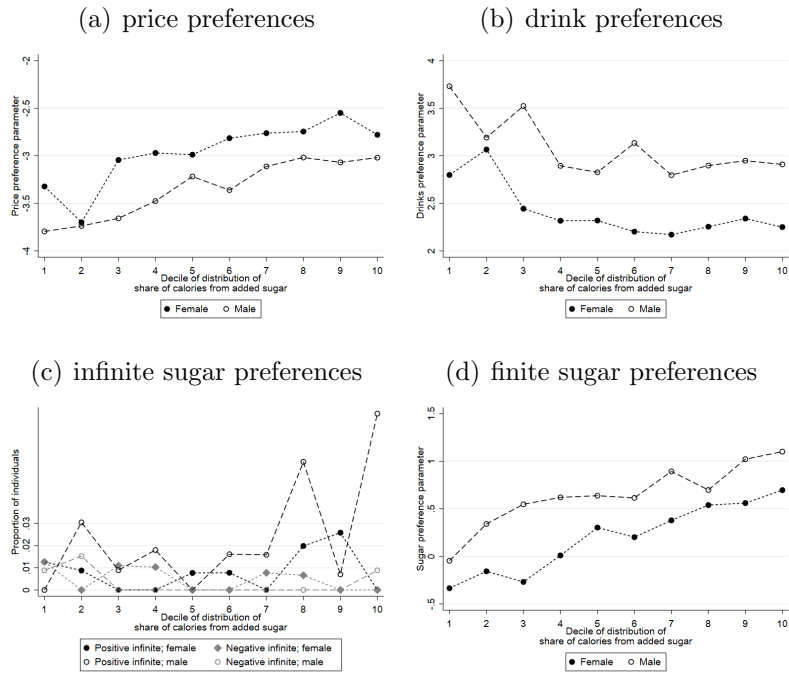 (a) price preferences
Price preference parameter
-2
-2.5
-3
-3.5
-4
1 2 3 4 5 6 7 8 9 10
Decile of distribution of
share of calories from added sugar
Female Male
(b) drink preferences
Drinks preference parameter
4
3.5
3
2.5
2
1 2 3 4 5 6 7 8 9 10
Decile of distribution of
share of calories from added sugar
Female Male
(c) infinite sugar preferences
Proportion of individuals
.03
.02
.01
0
1 2 3 4 5 6 7 8 9 10
Decile of distribution of
share of calories from added sugar
Positive infinite; female Negative infinite; female
Positive infinite; male Negative infinite; male
(d) finite sugar preferences
Sugar preference parameter
1.5
1
.5
0
-.5
1 2 3 4 5 6 7 8 9 10
Decile of distribution of
share of calories from added sugar
Female Male